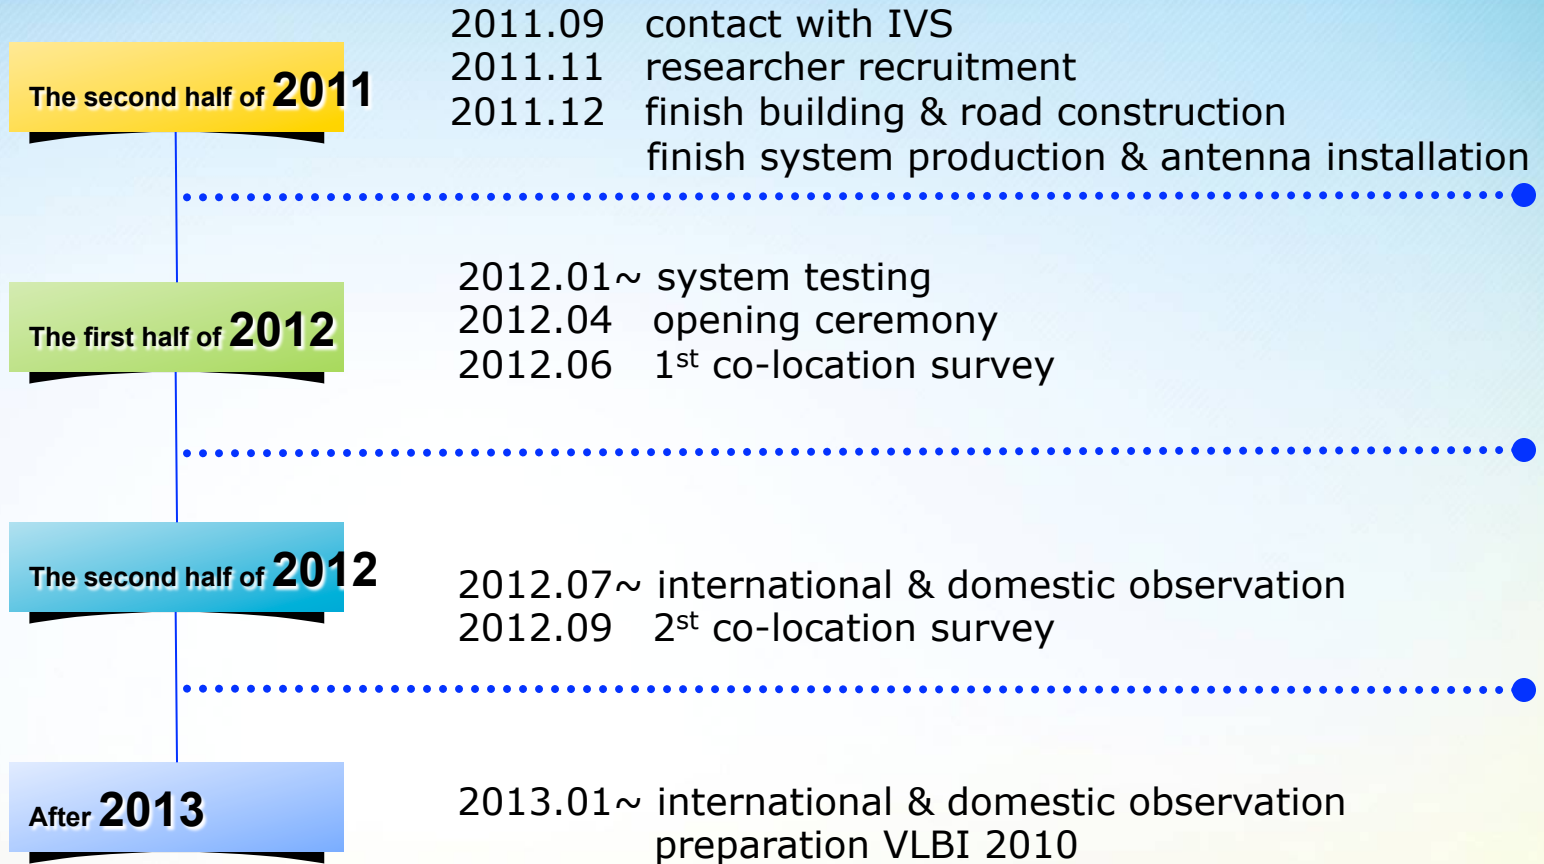 The second half of 2011
2011.09 contact with IVS
2011.11 researcher recruitment
2011.12 finish building & road construction
finish system production & antenna installation
The first half of 2012
2012.01~ system testing
2012.04 opening ceremony
2012.06 1st co-location survey
The second half of 2012
2012.07~ international & domestic observation
2012.09 2st co-location survey
After 2013
2013.01~ international & domestic observation
preparation VLBI 2010